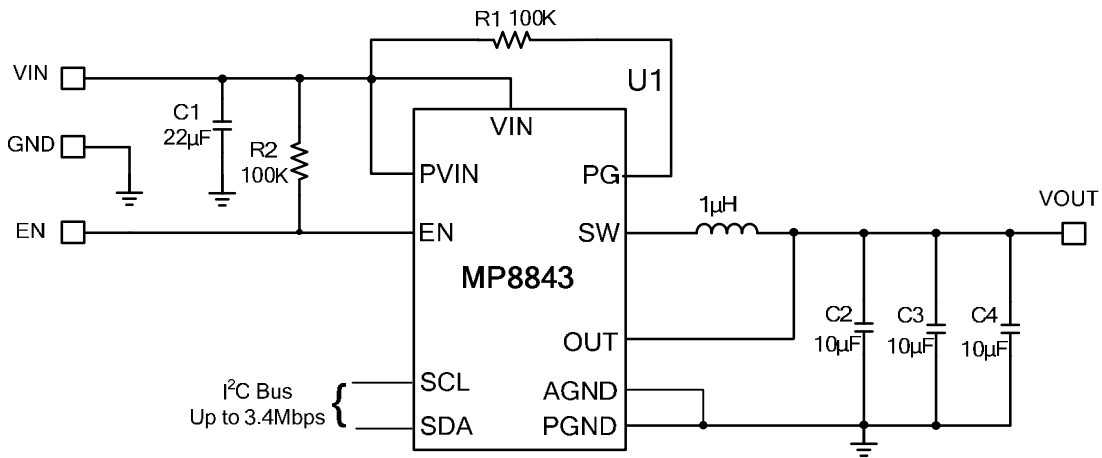 R1 100K
VIN
U1
C1
22µF
VIN
GND
R2
100K
PVIN
PG
EN
EN
SW
1µH
VOUT
MP8843
C2
10µF
C3
10µF
C4
10µF
OUT
I²C Bus
Up to 3.4Mbps
{
SCL
SDA
AGND
PGND